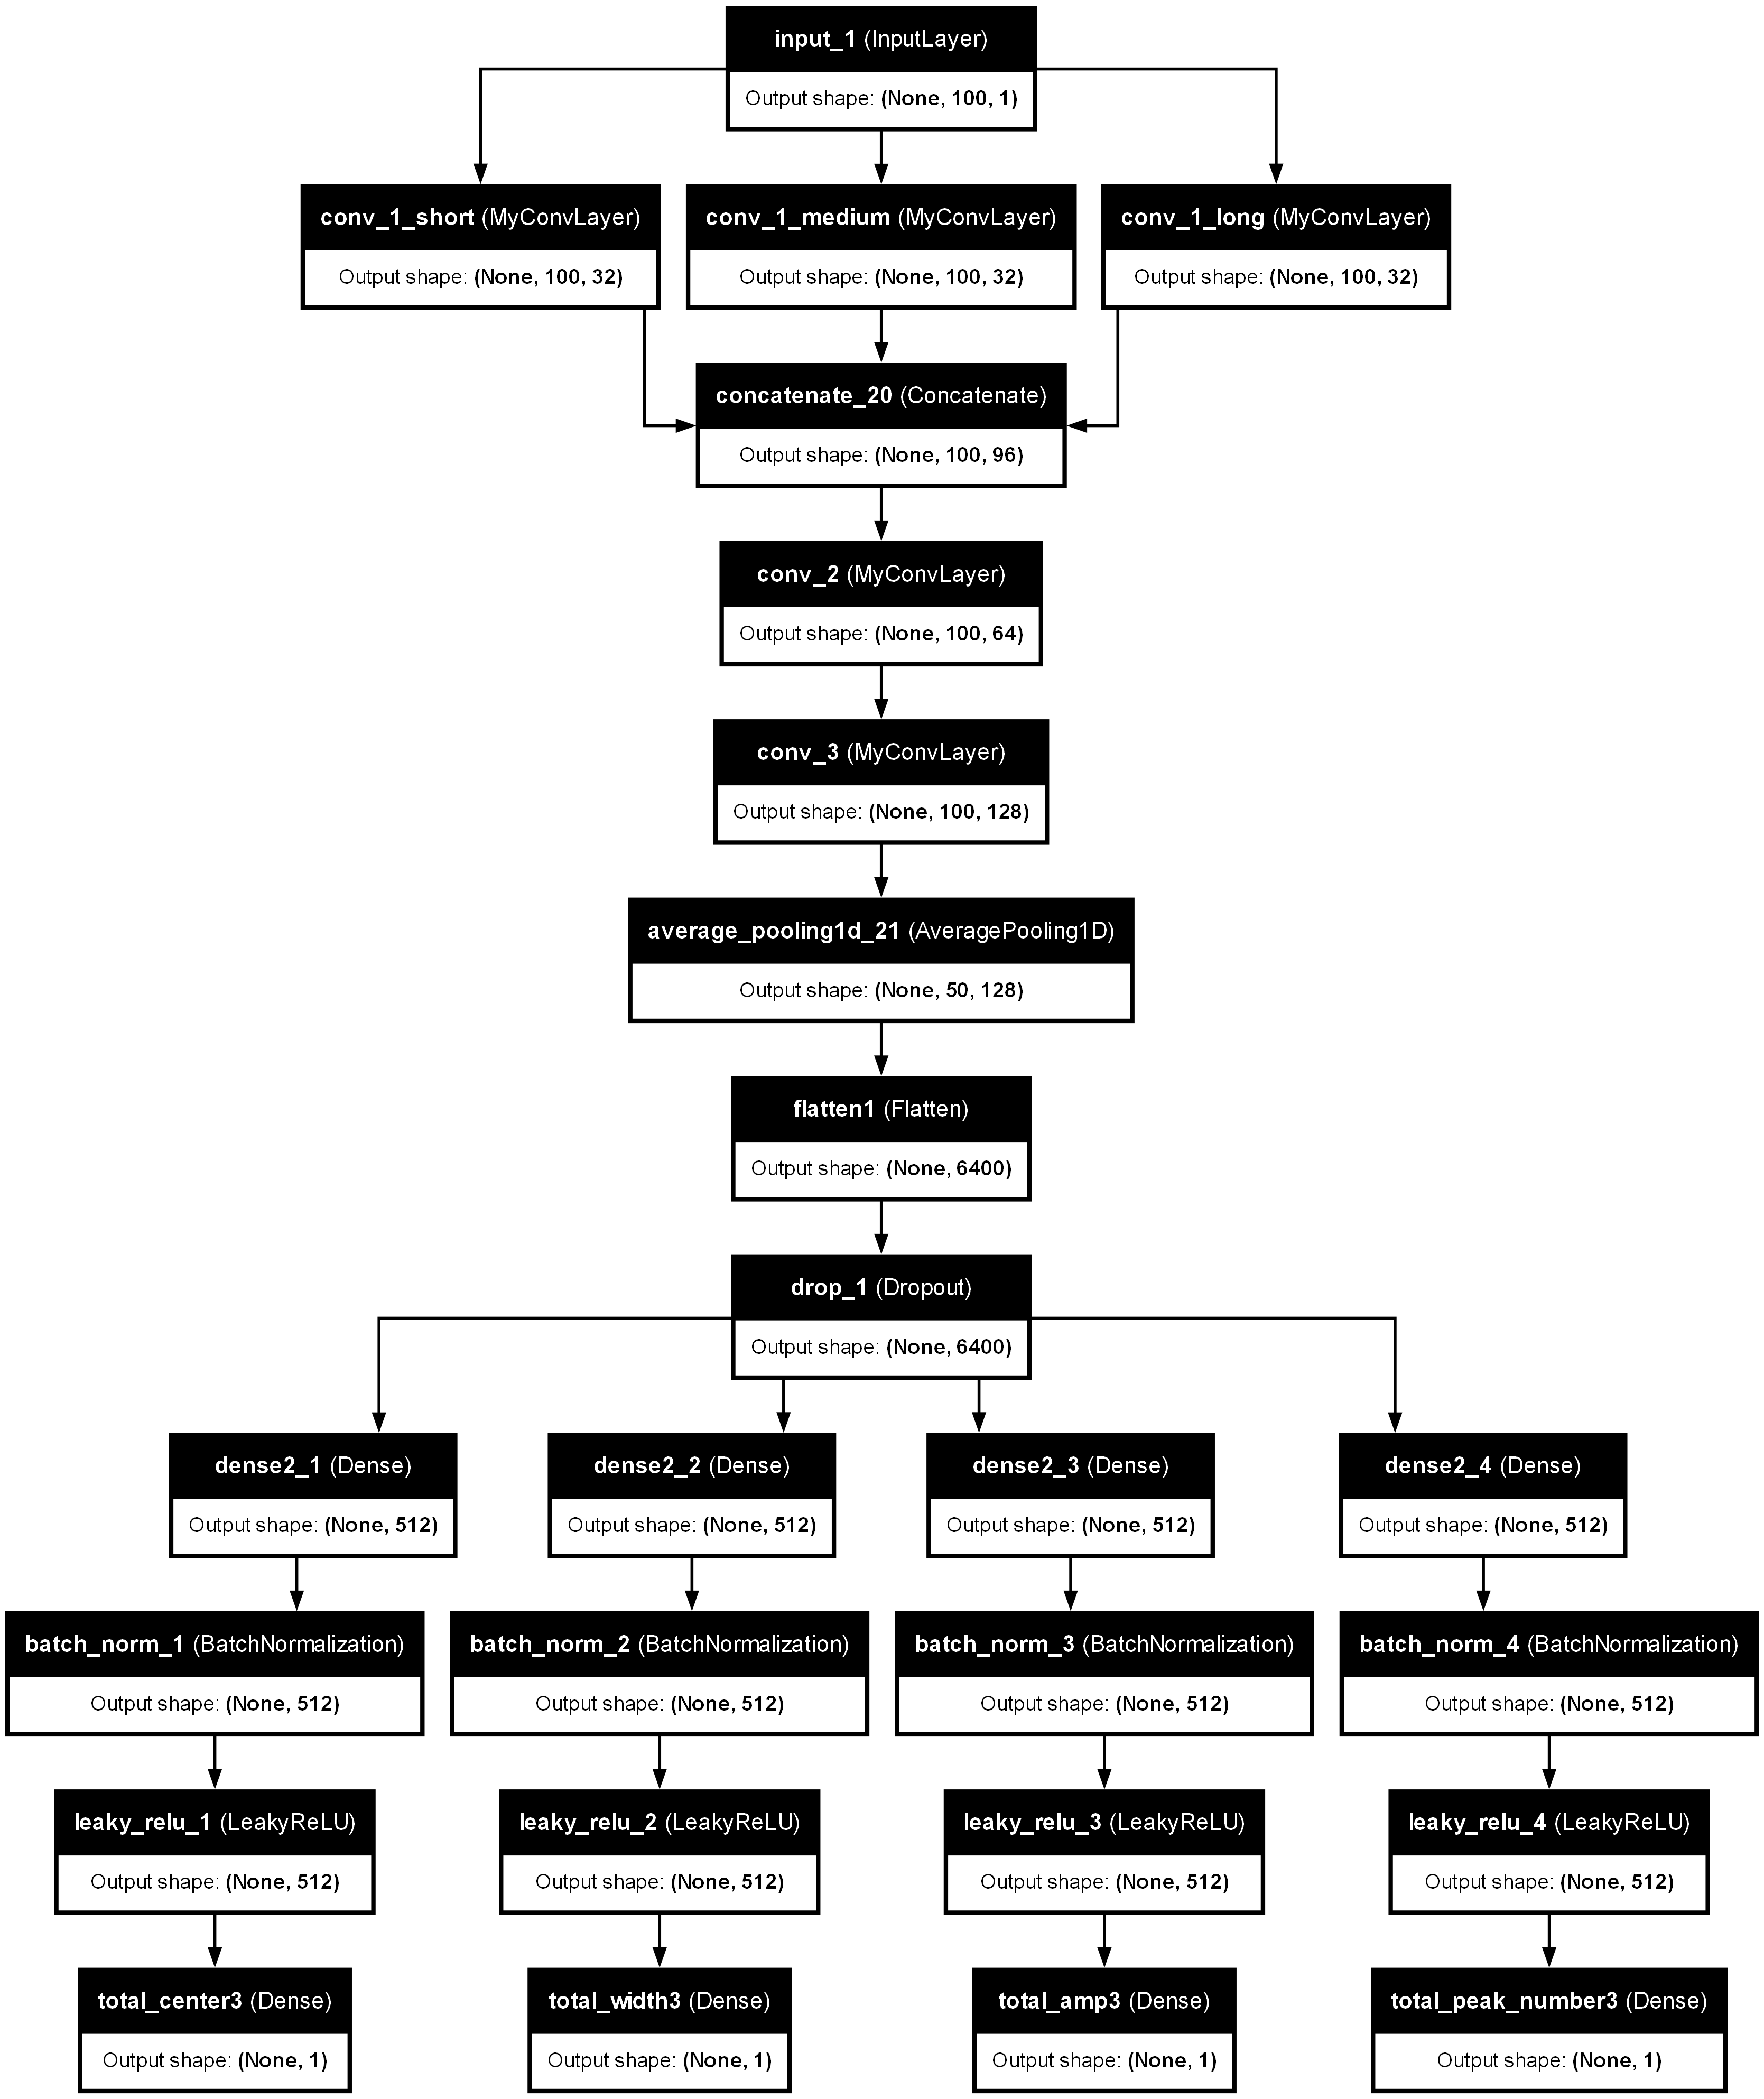 input_1 (InputLayer)
Output shape: (None, 100, 1)
conv_1_short (MyConvLayer)
Output shape: (None, 100, 32)
conv_1_medium (MyConvLayer)
Output shape: (None, 100, 32)
conv_1_long (MyConvLayer)
Output shape: (None, 100, 32)
concatenate_20 (Concatenate)
Output shape: (None, 100, 96)
conv_2 (MyConvLayer)
Output shape: (None, 100, 64)
conv_3 (MyConvLayer)
Output shape: (None, 100, 128)
average_pooling1d_21 (AveragePooling1D)
Output shape: (None, 50, 128)
flatten1 (Flatten)
Output shape: (None, 6400)
drop_1 (Dropout)
Output shape: (None, 6400)
dense2_1 (Dense)
Output shape: (None, 512)
dense2_2 (Dense)
Output shape: (None, 512)
dense2_3 (Dense)
Output shape: (None, 512)
dense2_4 (Dense)
Output shape: (None, 512)
batch_norm_1 (BatchNormalization)
Output shape: (None, 512)
batch_norm_2 (BatchNormalization)
Output shape: (None, 512)
batch_norm_3 (BatchNormalization)
Output shape: (None, 512)
batch_norm_4 (BatchNormalization)
Output shape: (None, 512)
leaky_relu_1 (LeakyReLU)
Output shape: (None, 512)
leaky_relu_2 (LeakyReLU)
Output shape: (None, 512)
leaky_relu_3 (LeakyReLU)
Output shape: (None, 512)
leaky_relu_4 (LeakyReLU)
Output shape: (None, 512)
total_center3 (Dense)
Output shape: (None, 1)
total_width3 (Dense)
Output shape: (None, 1)
total_amp3 (Dense)
Output shape: (None, 1)
total_peak_number3 (Dense)
Output shape: (None, 1)